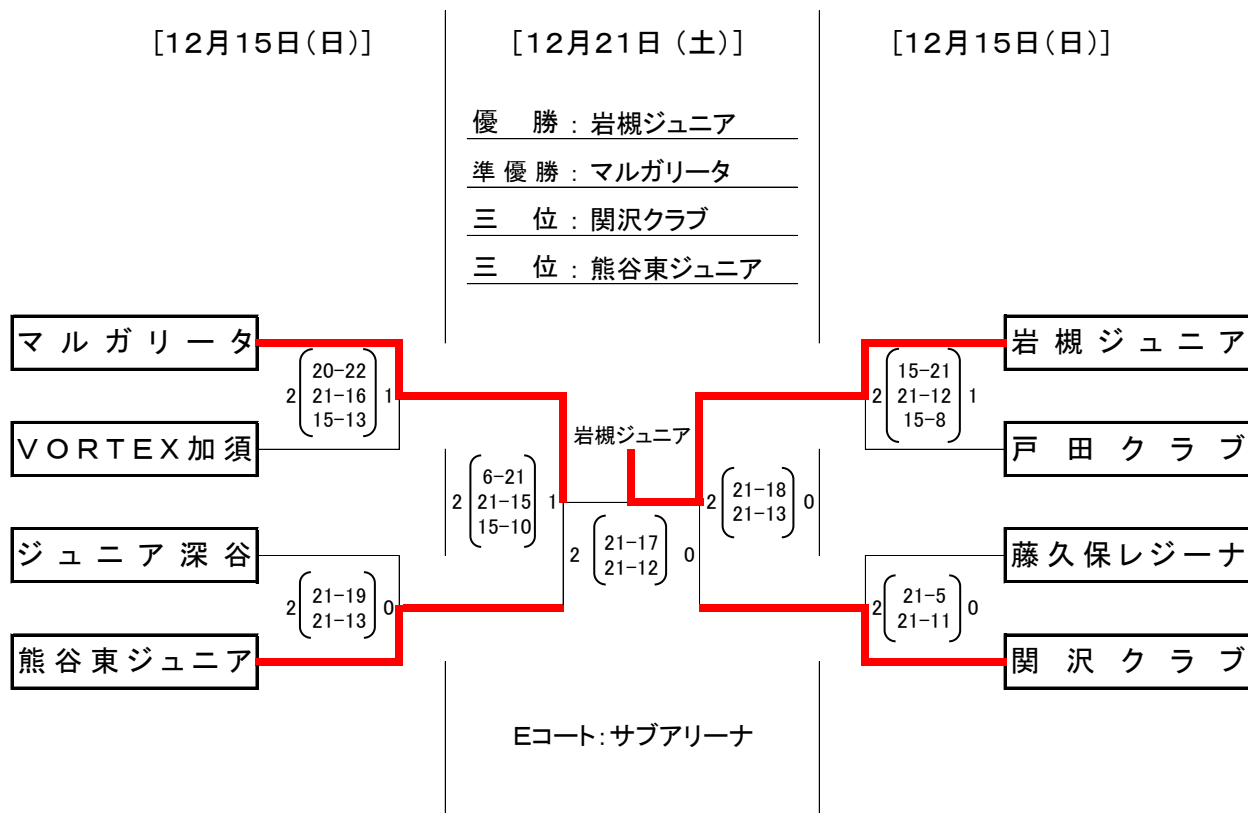 [12月15日(日)]
[12月21日 (土)]
[12月15日(日)]
優　勝 : 岩槻ジュニア
準優勝 : マルガリータ
三　位 : 関沢クラブ
三　位 : 熊谷東ジュニア
マルガリータ
2 20-22 1
21-16
15-13
VORTEX加須
2 6-21 1
21-15
15-10
ジュニア深谷
2 21-19 0
21-13
熊谷東ジュニア
岩槻ジュニア
2 21-17 0
21-12
岩槻ジュニア
2 15-21 1
21-12
15-8
戸田クラブ
2 21-18 0
21-13
藤久保レジーナ
2 21-5 0
21-11
関沢クラブ
Eコート:サブアリーナ